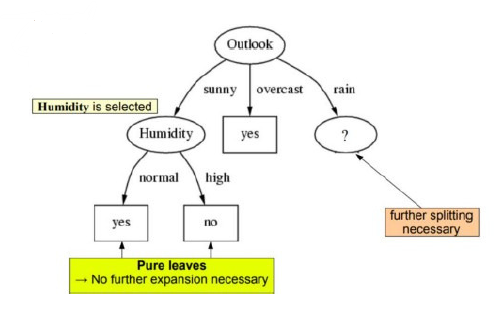 Outlook
sunny overcast rain
Humidity is selected
Humidity yes ?
normal high
yes no
further splitting
necessary
Pure leaves
→ No further expansion necessary